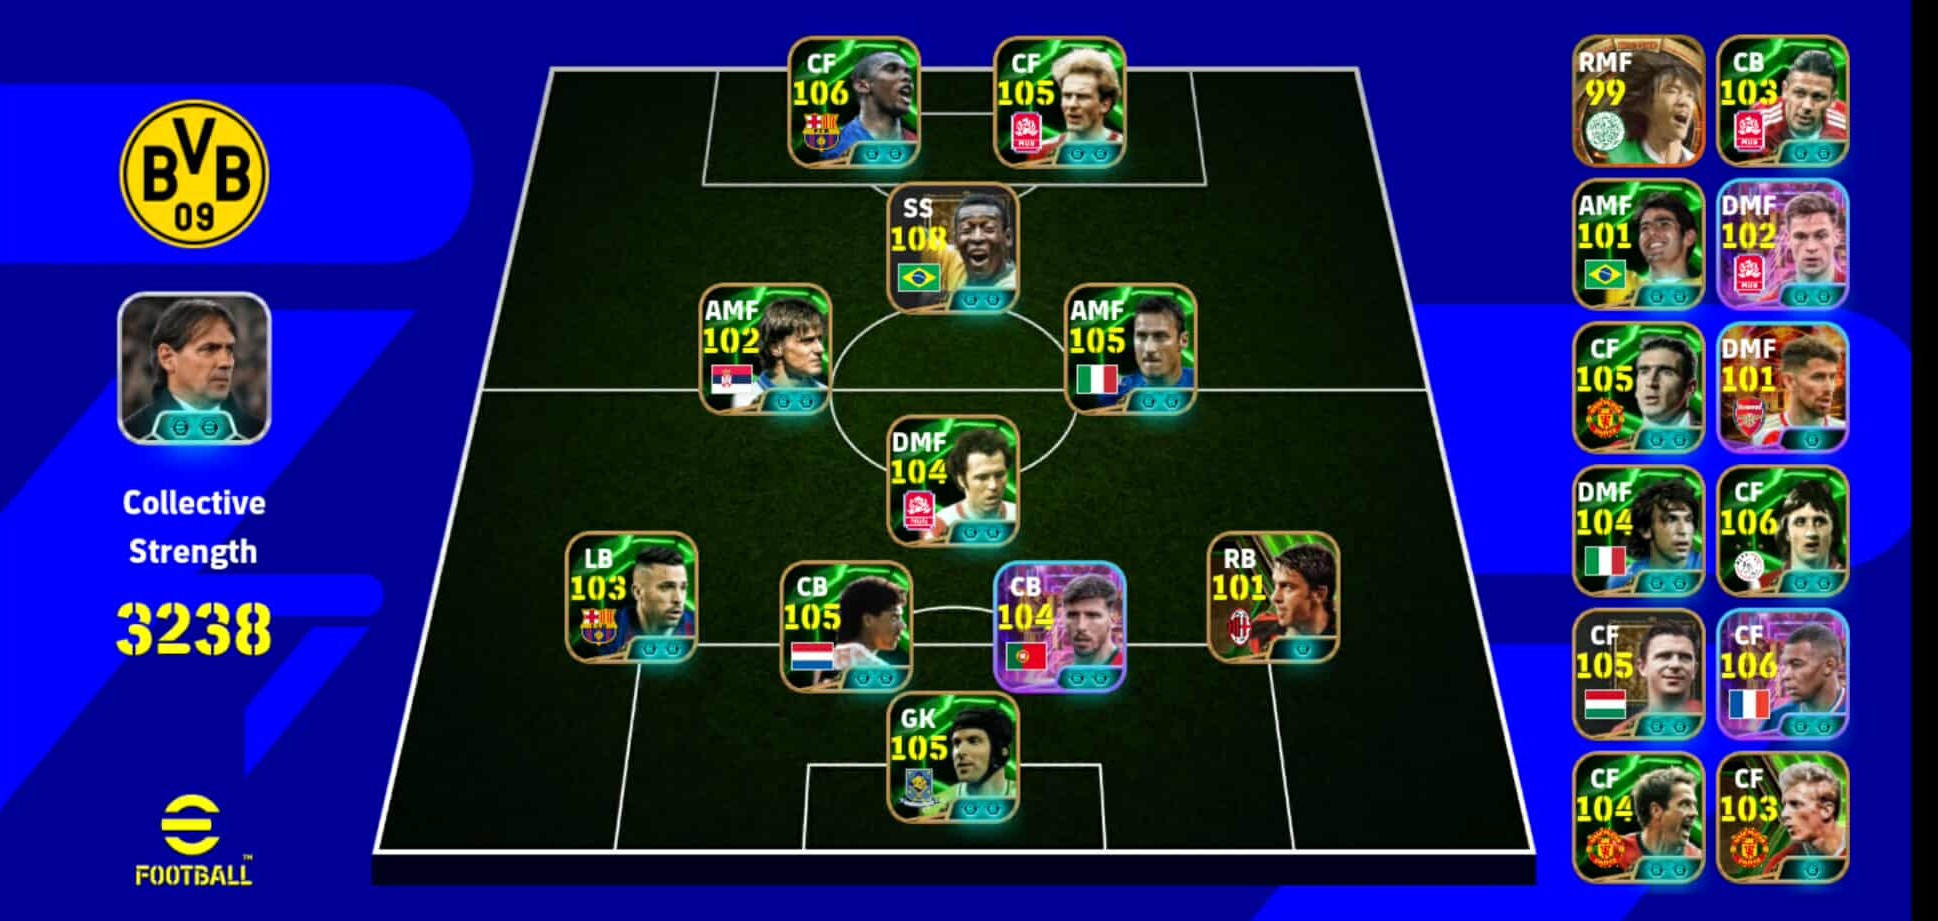 BVB
09
Collective
Strength
3238
FOOTBALL™
CF
106
CF
105
SS
108
AMF
102
AMF
105
DMF
104
LB
103
CB
105
CB
104
RB
101
GK
105
RMF
99
CB
103
AMF
101
DMF
102
CF
105
DMF
101
DMF
104
CF
106
CF
105
CF
106
CF
104
CF
103